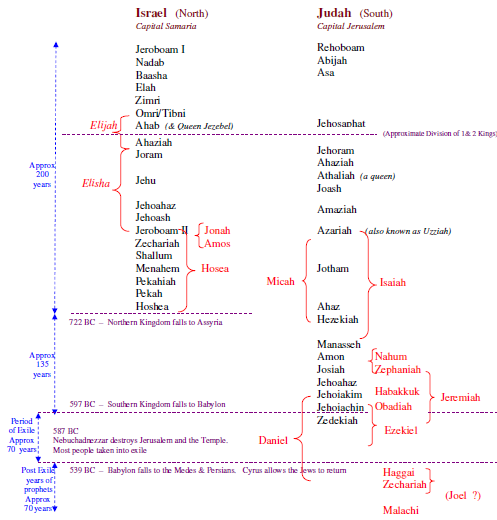 Israel (North) Judah (South)
Capital Samaria Capital Jerusalem
Jeroboam I Rehoboam
Nadab Abijah
Baasha Asa
Elah
Zimri
Omri/Tibni
Elijah Ahab (& Queen Jezebel) Jehosaphat
(Approximate Division of 1 & 2 Kings)
Ahaziah
Joram Jehoram
Ahaziah
Approx
200
years
Elisha Jehu Athaliah (a queen)
Joash
Jehoahaz Amaziah
Jehoash
Jeroboam II Jonah Azariah (also known as Uzziah)
Zechariah Amos
Shallum
Menahem Hosea Jotham
Pekahiah Micah Isaiah
Pekah
Hoshea Ahaz
Hezekiah
722 BC – Northern Kingdom falls to Assyria
Manasseh
Approx
135
years
Amon Nahum
Josiah Zephaniah
Jehoahaz
Jehoiakim Habakkuk Jeremiah
597 BC – Southern Kingdom falls to Babylon Jehoiachin Obadiah
Zedekiah
Period
of Exile
Approx
70 years
587 BC
Nebuchadnezzar destroys Jerusalem and the Temple.
Most people taken into exile
Daniel Ezekiel
Post Exile
years of
prophets
Approx
70 years
539 BC – Babylon falls to the Medes & Persians. Cyrus allows the Jews to return
Haggai
Zechariah
(Joel ?)
Malachi